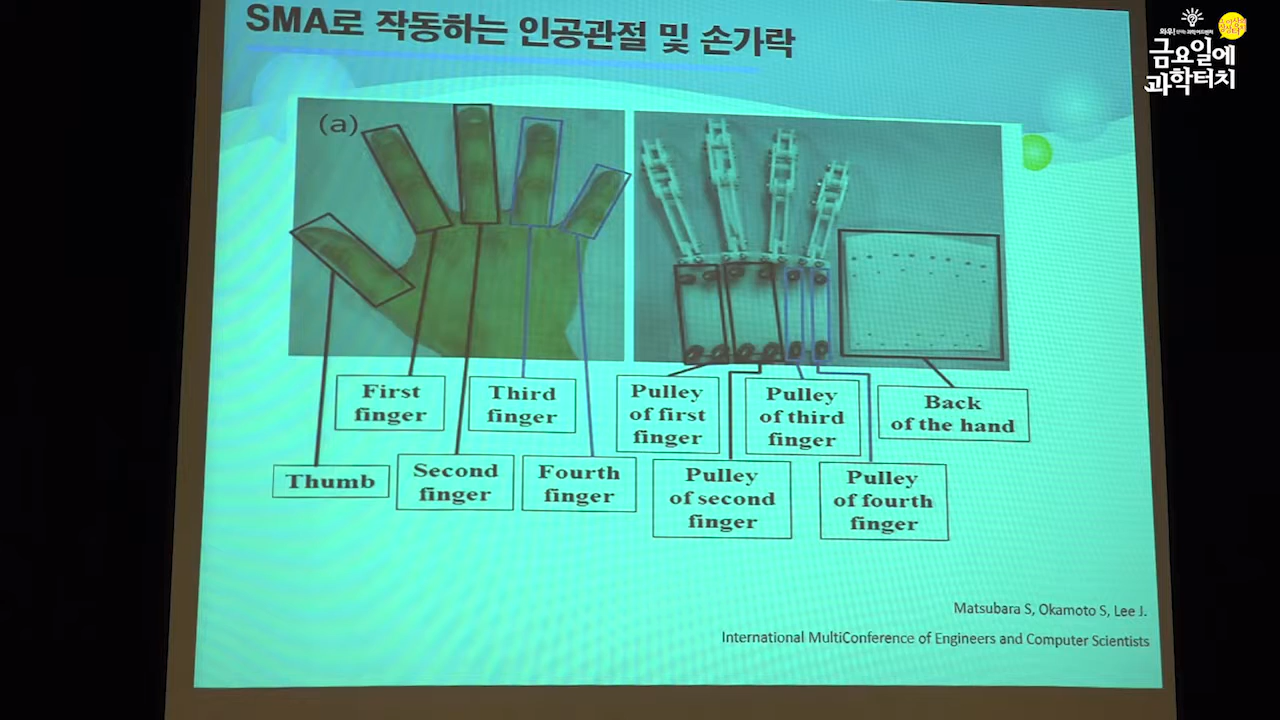 SMA로 작동하는 인공관절 및 손가락
금요일에
과학터치
(a)
First
finger
Third
finger
Thumb
Second
finger
Fourth
finger
Pulley
of first
finger
Pulley
of third
finger
Back
of the hand
Pulley
of second
finger
Pulley
of fourth
finger
Matsubara S, Okamoto S, Lee J.
International MultiConference of Engineers and Computer Scientists